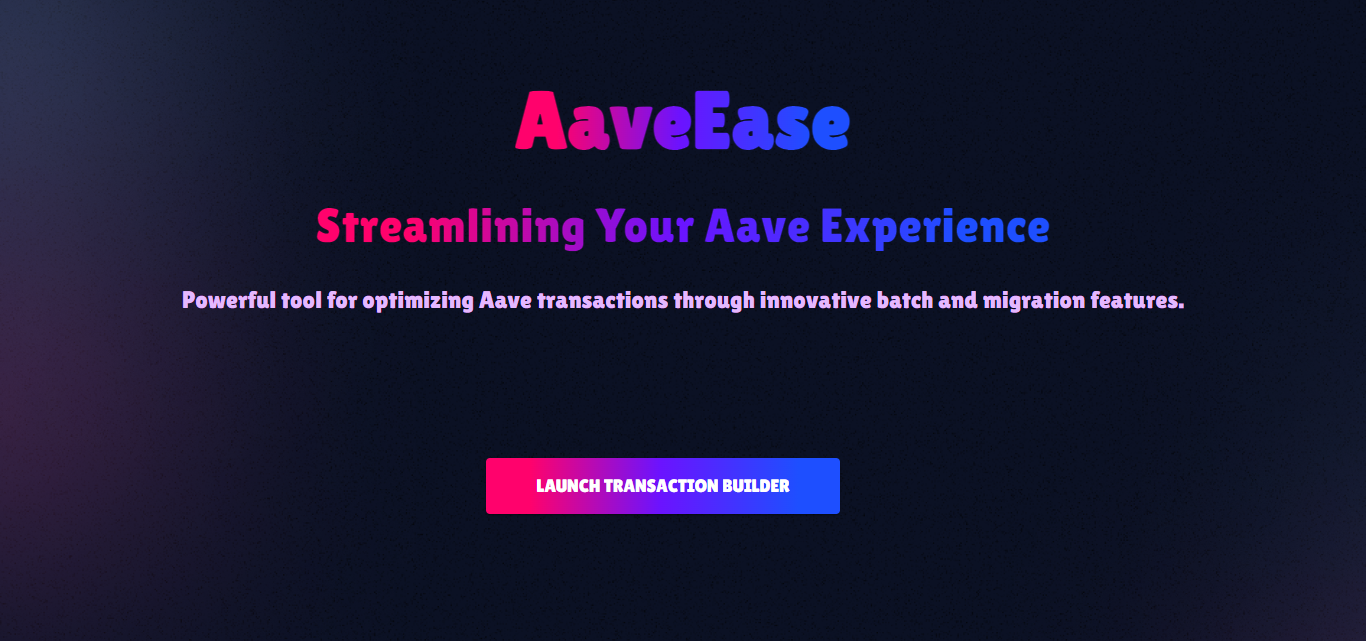 AaveEase
Streamlining Your Aave Experience
Powerful tool for optimizing Aave transactions through innovative batch and migration features.
LAUNCH TRANSACTION BUILDER